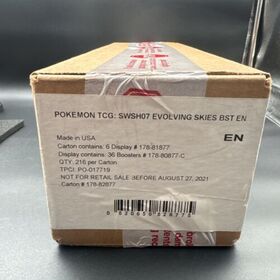 POKEMON TCG: SWSH07 EVOLVING SKIES BST EN
Made in USA
EN
Carton contains: 6 Display # 178-81877
Display contains: 36 Boosters # 178-80877-C
QTY: 216 per Carton
TPCI: PO-017719
NOT FOR RETAIL SALE BEFORE AUGUST 27, 2021
Carton # 178-82877